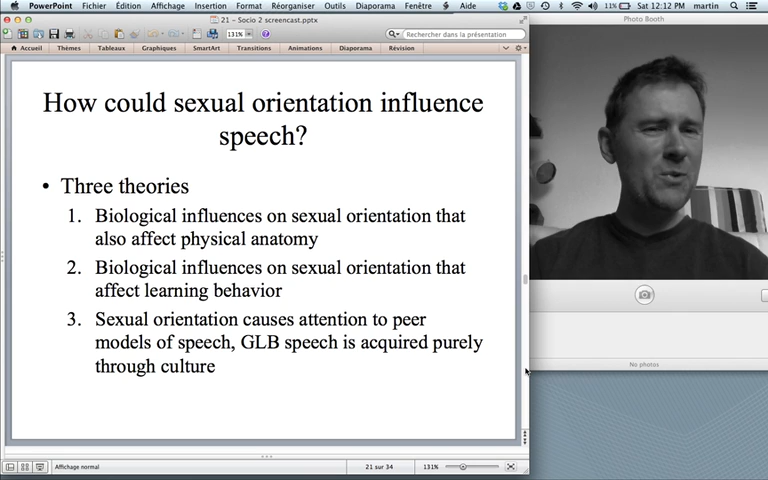 PowerPoint Fichier Édition Affichage Insertion Format Réorganiser Outils Diaporama Fenêtre Aide 11% Sat 12:12 PM martin
21 – Socio 2 screencast.pptx
Photo Booth
131% Rechercher dans la présentation
Accueil Thèmes Tableaux Graphiques SmartArt Transitions Animations Diaporama Révision
How could sexual orientation influence
speech?
• Three theories
1. Biological influences on sexual orientation that
also affect physical anatomy
2. Biological influences on sexual orientation that
affect learning behavior
3. Sexual orientation causes attention to peer
models of speech, GLB speech is acquired purely
through culture
No photos
Affichage normal 21 sur 34 131%